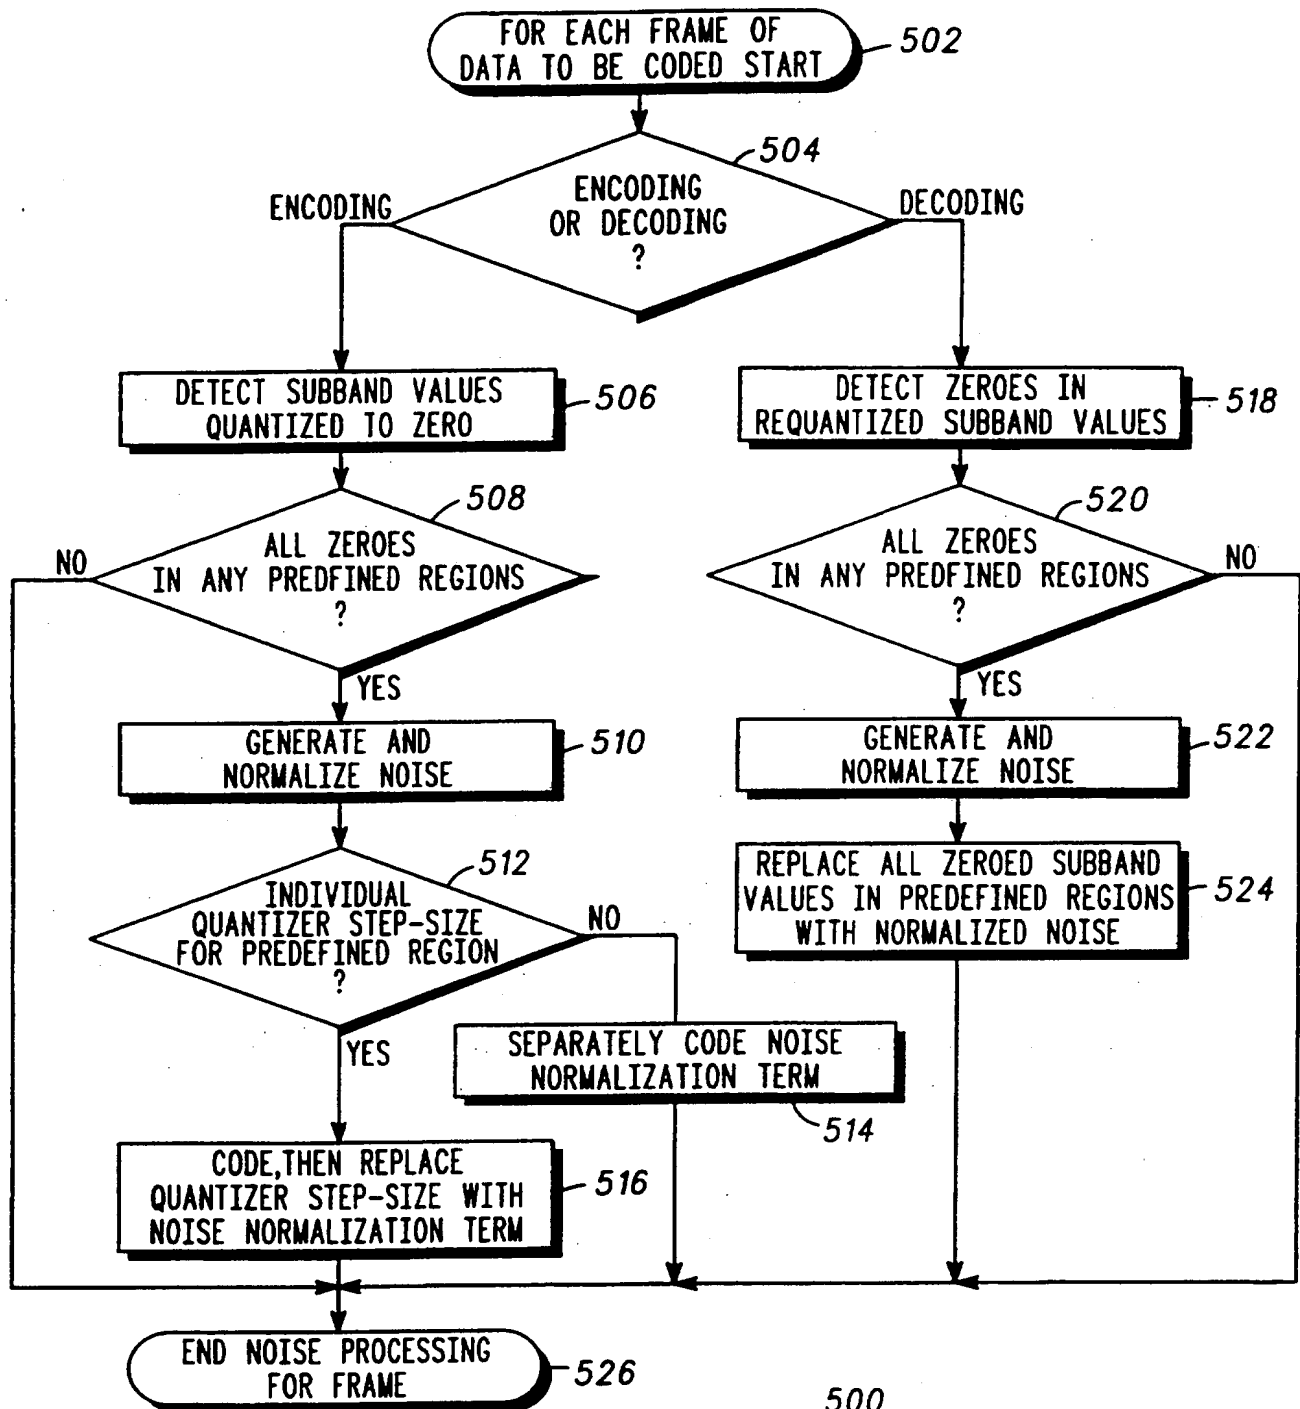 FOR EACH FRAME OF
DATA TO BE CODED START
502
504
ENCODING
OR DECODING
?
ENCODING
DECODING
DETECT SUBBAND VALUES
QUANTIZED TO ZERO
506
DETECT ZEROES IN
REQUANTIZED SUBBAND VALUES
518
508
ALL ZEROES
IN ANY PREDFINED REGIONS
?
NO
YES
520
ALL ZEROES
IN ANY PREDFINED REGIONS
?
NO
YES
GENERATE AND
NORMALIZE NOISE
510
GENERATE AND
NORMALIZE NOISE
522
512
INDIVIDUAL
QUANTIZER STEP-SIZE
FOR PREDEFINED REGION
?
NO
YES
REPLACE ALL ZEROED SUBBAND
VALUES IN PREDEFINED REGIONS
WITH NORMALIZED NOISE
524
SEPARATELY CODE NOISE
NORMALIZATION TERM
514
CODE,THEN REPLACE
QUANTIZER STEP-SIZE WITH
NOISE NORMALIZATION TERM
516
END NOISE PROCESSING
FOR FRAME
526
500